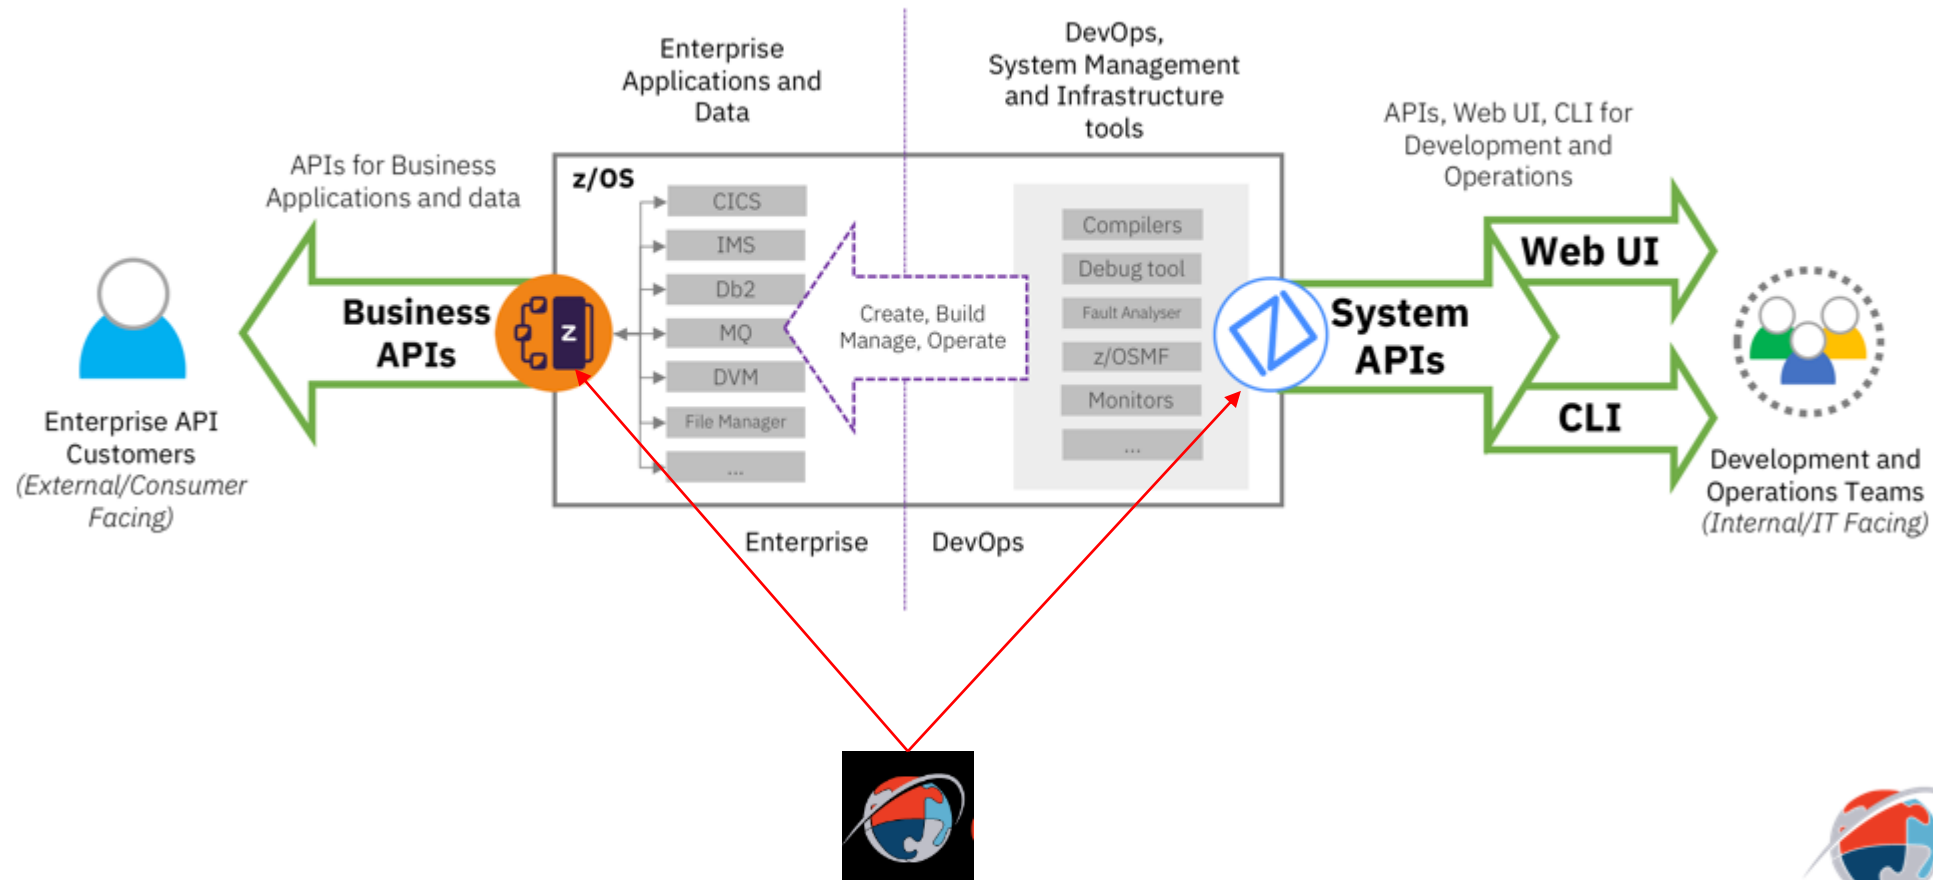 Enterprise
Applications and
Data
DevOps,
System Management
and Infrastructure
tools
APIs for Business
Applications and data
APIs, Web UI, CLI for
Development and
Operations
z/OS
CICS
IMS
Db2
MQ
DVM
File Manager
...
Create, Build
Manage, Operate
Compilers
Debug tool
Fault Analyser
z/OSMF
Monitors
...
Business
APIs
z
System
APIs
Web UI
CLI
Enterprise API
Customers
(External/Consumer
Facing)
Development and
Operations Teams
(Internal/IT Facing)
Enterprise
DevOps